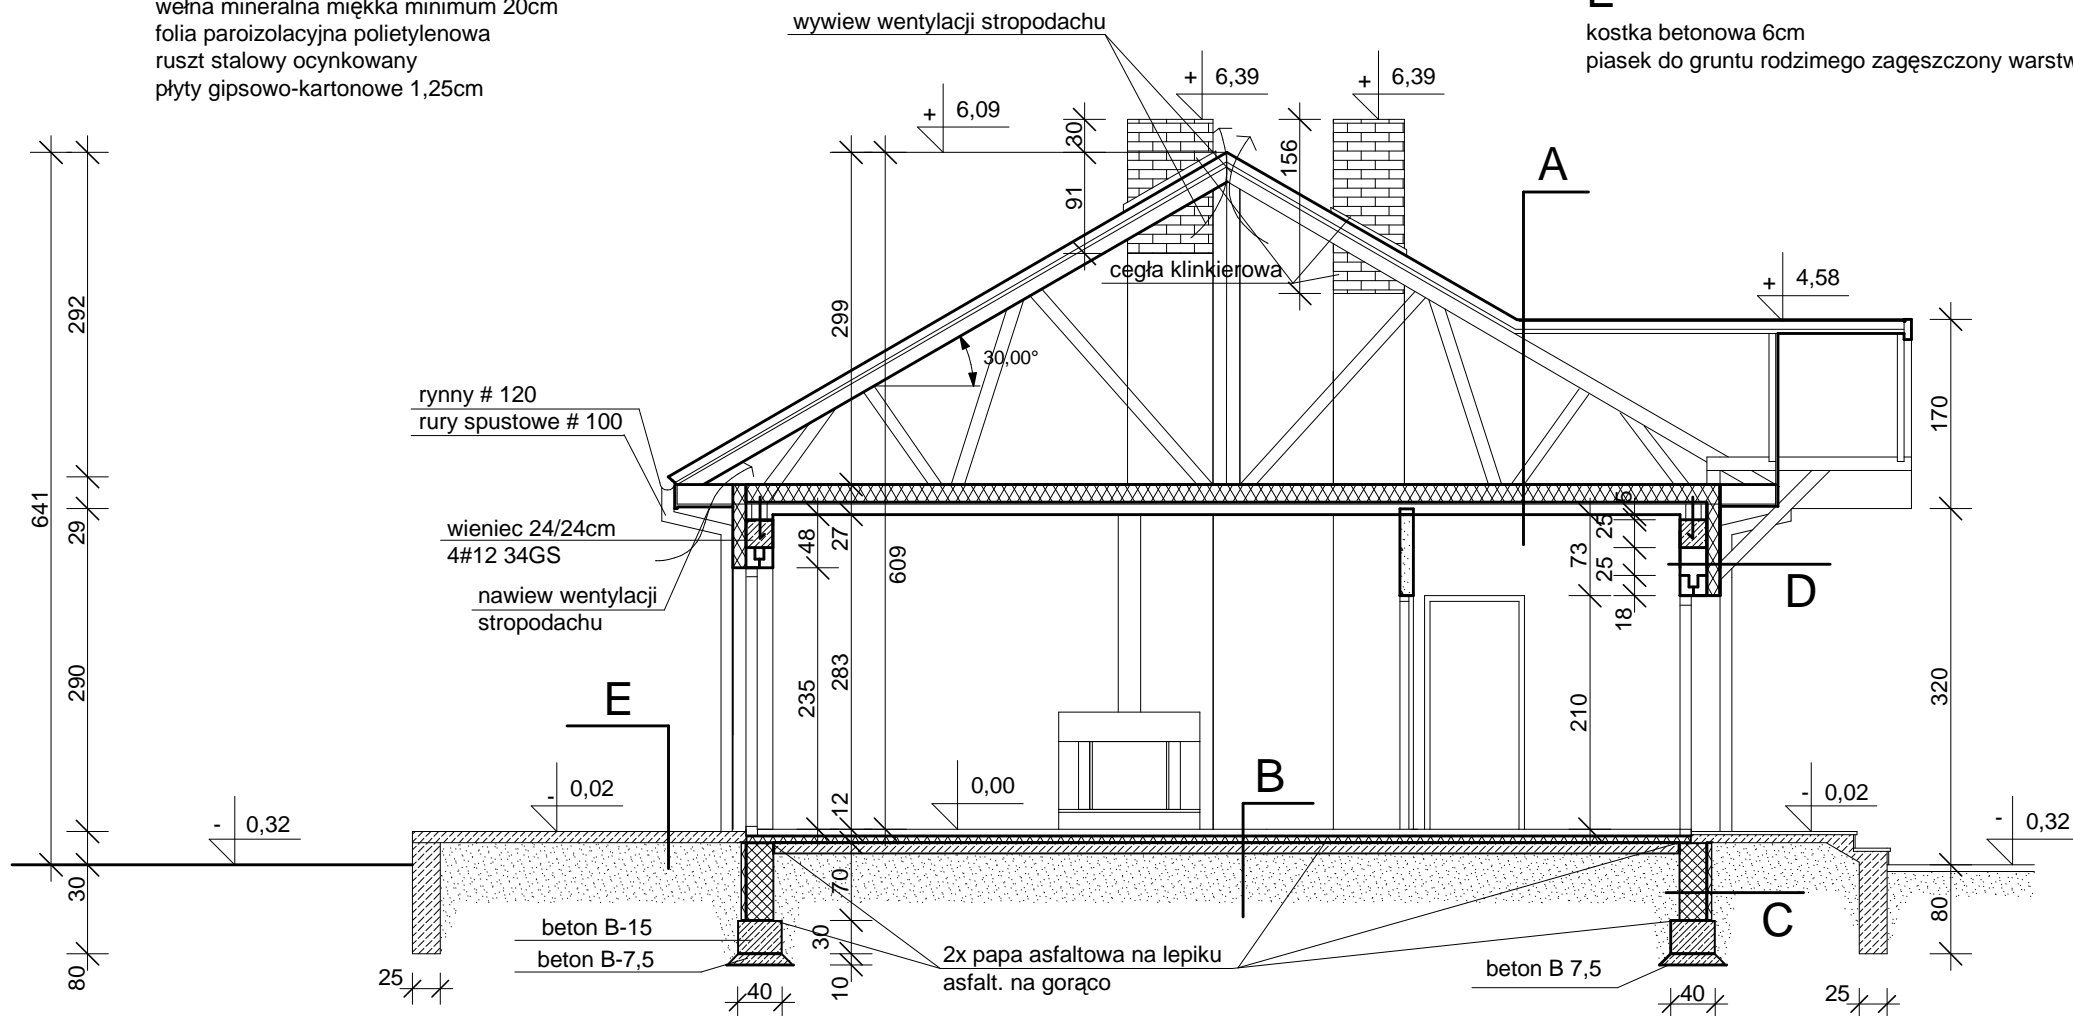 wełna mineralna miękka minimum 20cm
folia paroizolacyjna polietylenowa
ruszt stalowy ocynkowany
płyty gipsowo-kartonowe 1,25cm
wywiew wentylacji stropodachu
kostka betonowa 6cm
piasek do gruntu rodzimego zagęszczony
+ 6,09
+ 6,39
+ 6,39
30
91
156
A
cegła klinkierowa
+ 4,58
292
299
30,00°
170
rynny # 120
rury spustowe # 100
641
29
wieniec 24/24cm
4#12 34GS
48
27
609
5
25
73
25
18
D
nawiew wentylacji
stropodachu
290
E
235
283
210
320
- 0,32
- 0,02
12
0,00
B
- 0,02
- 0,32
30
80
70
30
10
beton B-15
beton B-7,5
2x papa asfaltowa na lepiku
asfalt. na gorąco
C
beton B 7,5
80
25
40
40
25